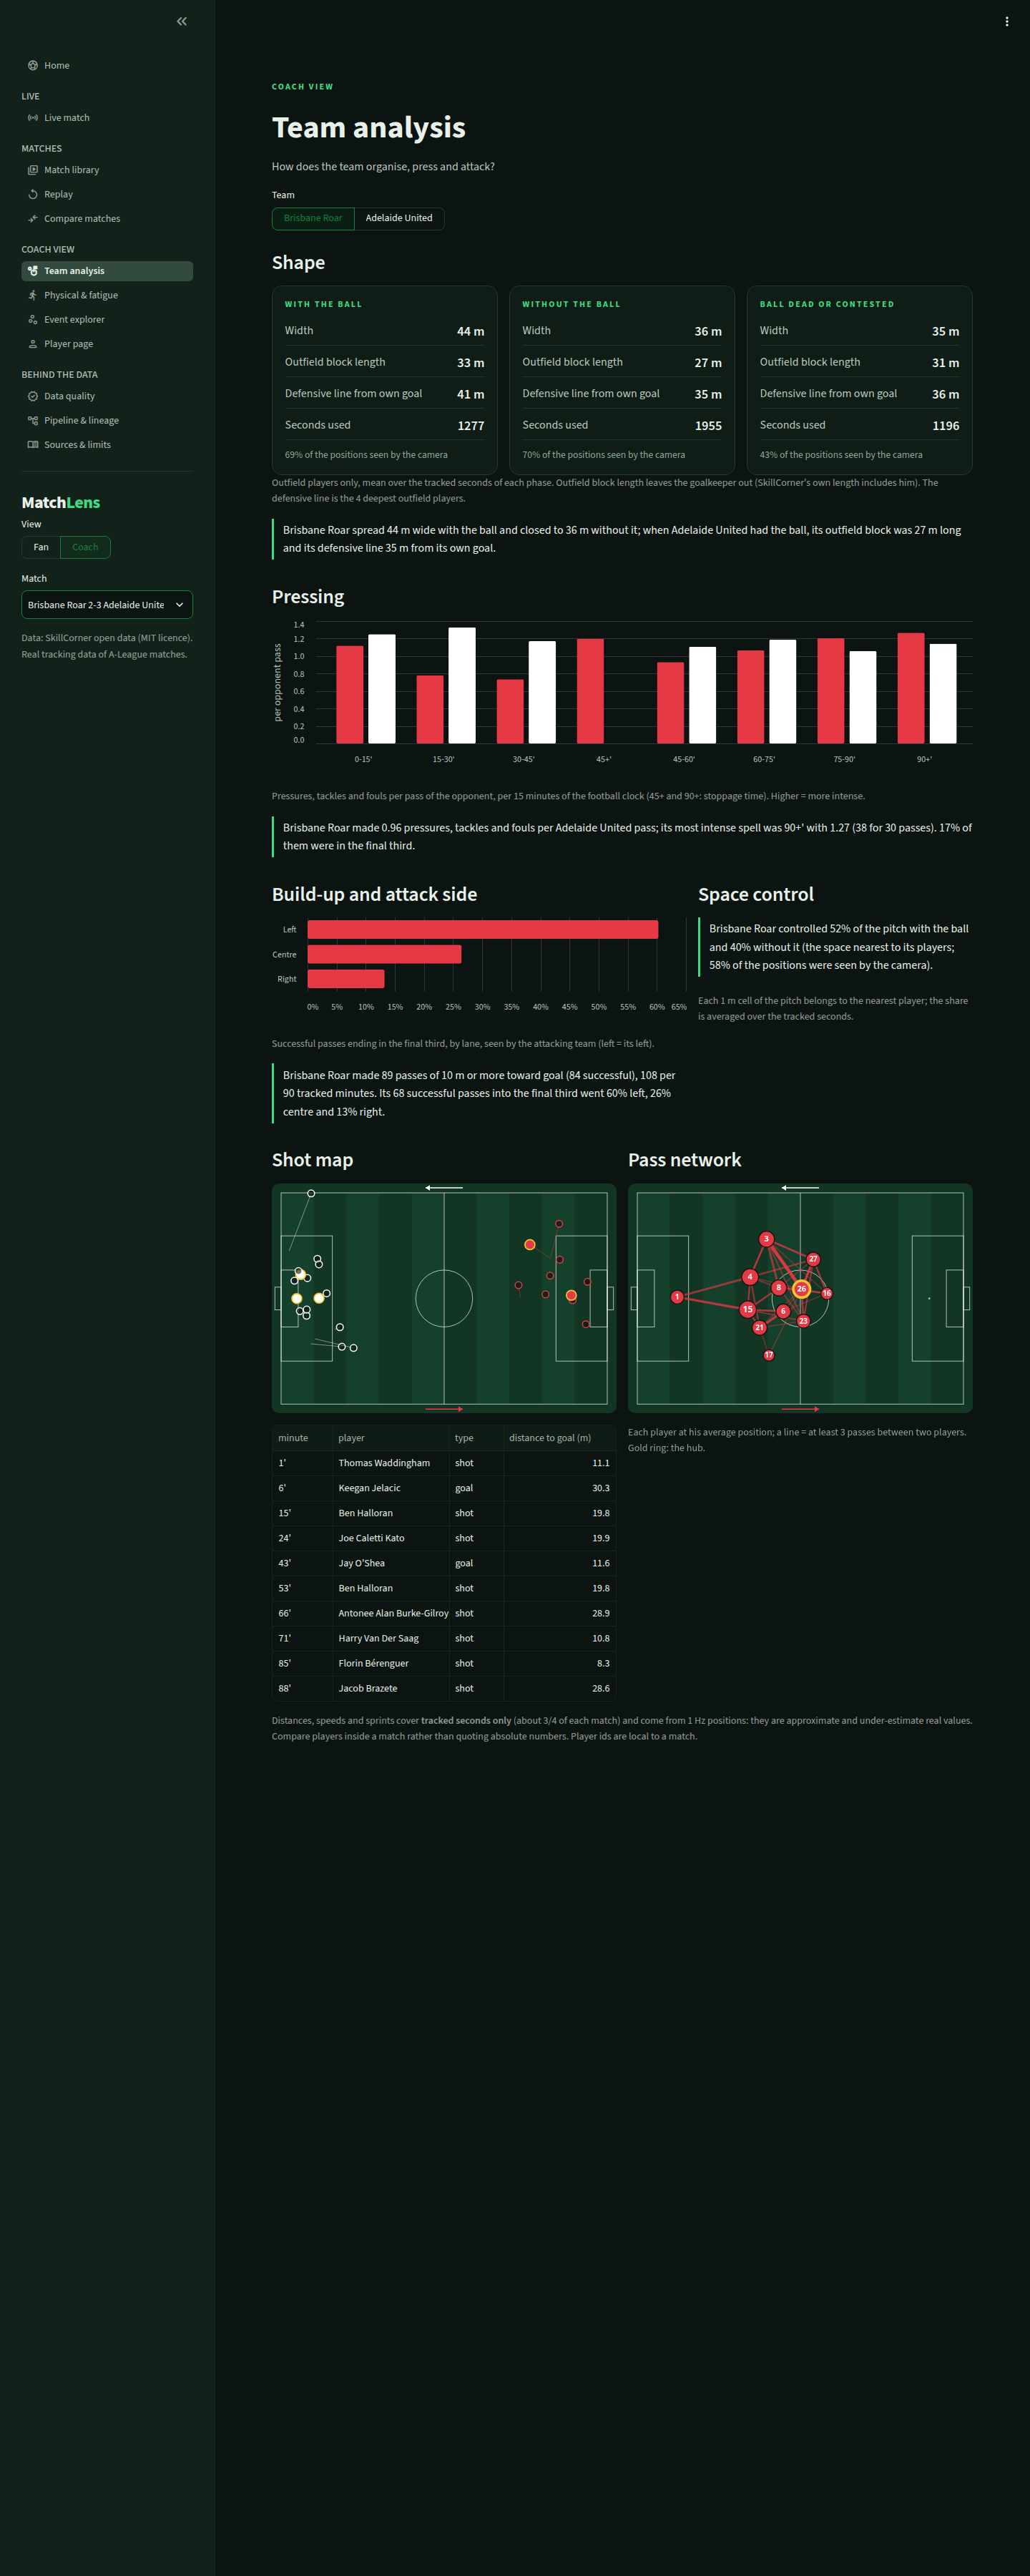 Home
LIVE
Live match
MATCHES
Match library
Replay
Compare matches
COACH VIEW
Team analysis
Physical & fatigue
Event explorer
Player page
BEHIND THE DATA
Data quality
Pipeline & lineage
Sources & limits
MatchLens
View
Fan Coach
Match
Brisbane Roar 2-3 Adelaide Unite
Data: SkillCorner open data (MIT licence).
Real tracking data of A-League matches.
COACH VIEW
Team analysis
How does the team organise, press and attack?
Team
Brisbane Roar Adelaide United
Shape
WITH THE BALL
Width 44 m
Outfield block length 33 m
Defensive line from own goal 41 m
Seconds used 1277
69% of the positions seen by the camera
WITHOUT THE BALL
Width 36 m
Outfield block length 27 m
Defensive line from own goal 35 m
Seconds used 1955
70% of the positions seen by the camera
BALL DEAD OR CONTESTED
Width 35 m
Outfield block length 31 m
Defensive line from own goal 36 m
Seconds used 1196
43% of the positions seen by the camera
Outfield players only, mean over the tracked seconds of each phase. Outfield block length leaves the goalkeeper out (SkillCorner's own length includes him). The
defensive line is the 4 deepest outfield players.
Brisbane Roar spread 44 m wide with the ball and closed to 36 m without it; when Adelaide United had the ball, its outfield block was 27 m long
and its defensive line 35 m from its own goal.
Pressing
per opponent pass
1.4
1.2
1.0
0.8
0.6
0.4
0.2
0.0
0-15' 15-30' 30-45' 45+' 45-60' 60-75' 75-90' 90+'
Pressures, tackles and fouls per pass of the opponent, per 15 minutes of the football clock (45+ and 90+: stoppage time). Higher = more intense.
Brisbane Roar made 0.96 pressures, tackles and fouls per Adelaide United pass; its most intense spell was 90+' with 1.27 (38 for 30 passes). 17% of
them were in the final third.
Build-up and attack side
Left
Centre
Right
0% 5% 10% 15% 20% 25% 30% 35% 40% 45% 50% 55% 60% 65%
Successful passes ending in the final third, by lane, seen by the attacking team (left = its left).
Brisbane Roar made 89 passes of 10 m or more toward goal (84 successful), 108 per
90 tracked minutes. Its 68 successful passes into the final third went 60% left, 26%
centre and 13% right.
Space control
Brisbane Roar controlled 52% of the pitch with the ball
and 40% without it (the space nearest to its players;
58% of the positions were seen by the camera).
Each 1 m cell of the pitch belongs to the nearest player; the share
is averaged over the tracked seconds.
Shot map
minute player type distance to goal (m)
1' Thomas Waddingham shot 11.1
6' Keegan Jelacic goal 30.3
15' Ben Halloran shot 19.8
24' Joe Caletti Kato shot 19.9
43' Jay O'Shea goal 11.6
53' Ben Halloran shot 19.8
66' Antonee Alan Burke-Gilroy shot 28.9
71' Harry Van Der Saag shot 10.8
85' Florin Bérenguer shot 8.3
88' Jacob Brazete shot 28.6
Pass network
3
27
4
8
26
16
1
15
6
23
21
17
Each player at his average position; a line = at least 3 passes between two players.
Gold ring: the hub.
Distances, speeds and sprints cover tracked seconds only (about 3/4 of each match) and come from 1 Hz positions: they are approximate and under-estimate real values.
Compare players inside a match rather than quoting absolute numbers. Player ids are local to a match.